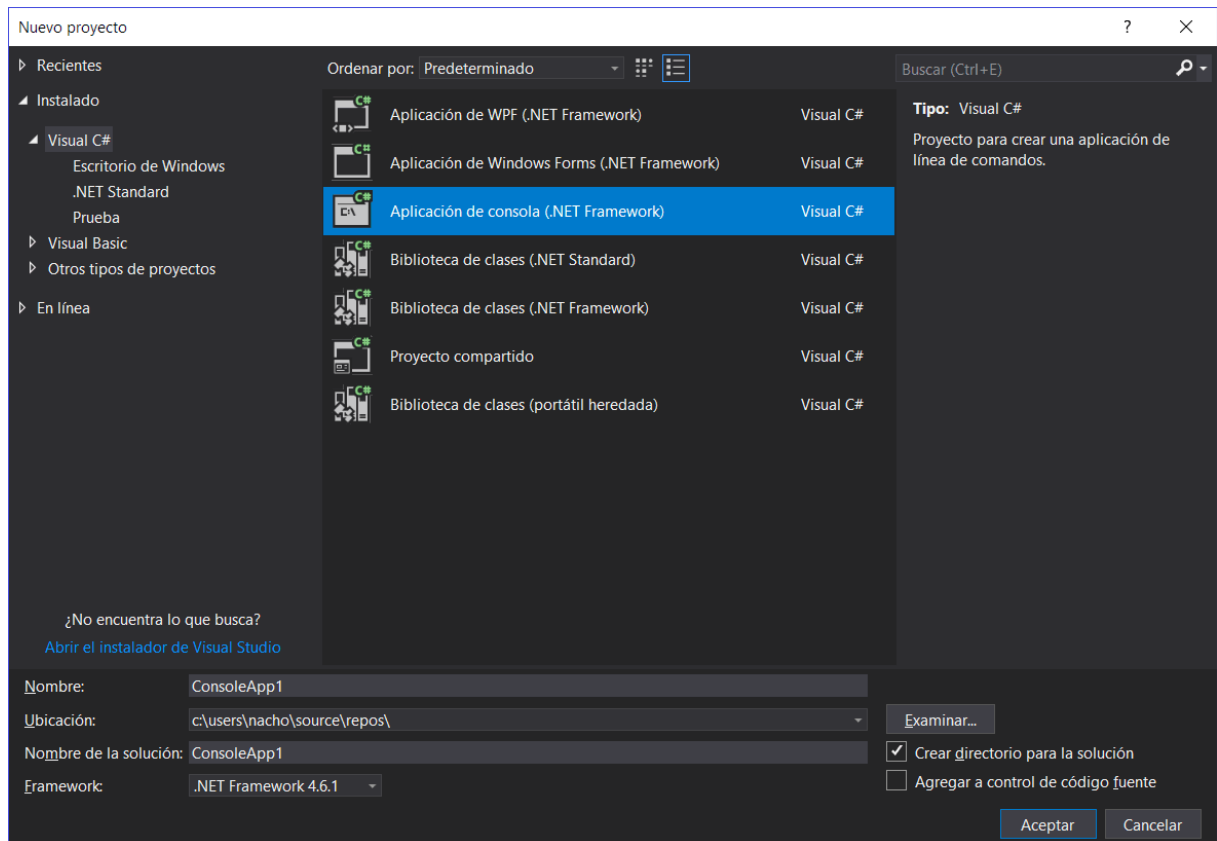 Nuevo proyecto
?
Recientes
Instalado
Visual C#
Escritorio de Windows
.NET Standard
Prueba
Visual Basic
Otros tipos de proyectos
En línea
¿No encuentra lo que busca?
Abrir el instalador de Visual Studio
Ordenar por: Predeterminado
C# Aplicación de WPF (.NET Framework) Visual C#
C# Aplicación de Windows Forms (.NET Framework) Visual C#
C# C:\ Aplicación de consola (.NET Framework) Visual C#
C# Biblioteca de clases (.NET Standard) Visual C#
C# Biblioteca de clases (.NET Framework) Visual C#
C# Proyecto compartido Visual C#
C# Biblioteca de clases (portátil heredada) Visual C#
Buscar (Ctrl+E)
Tipo: Visual C#
Proyecto para crear una aplicación de
línea de comandos.
Nombre: ConsoleApp1
Ubicación: c:\users\nacho\source\repos\
Examinar...
Nombre de la solución: ConsoleApp1
Crear directorio para la solución
Framework: .NET Framework 4.6.1
Agregar a control de código fuente
Aceptar Cancelar